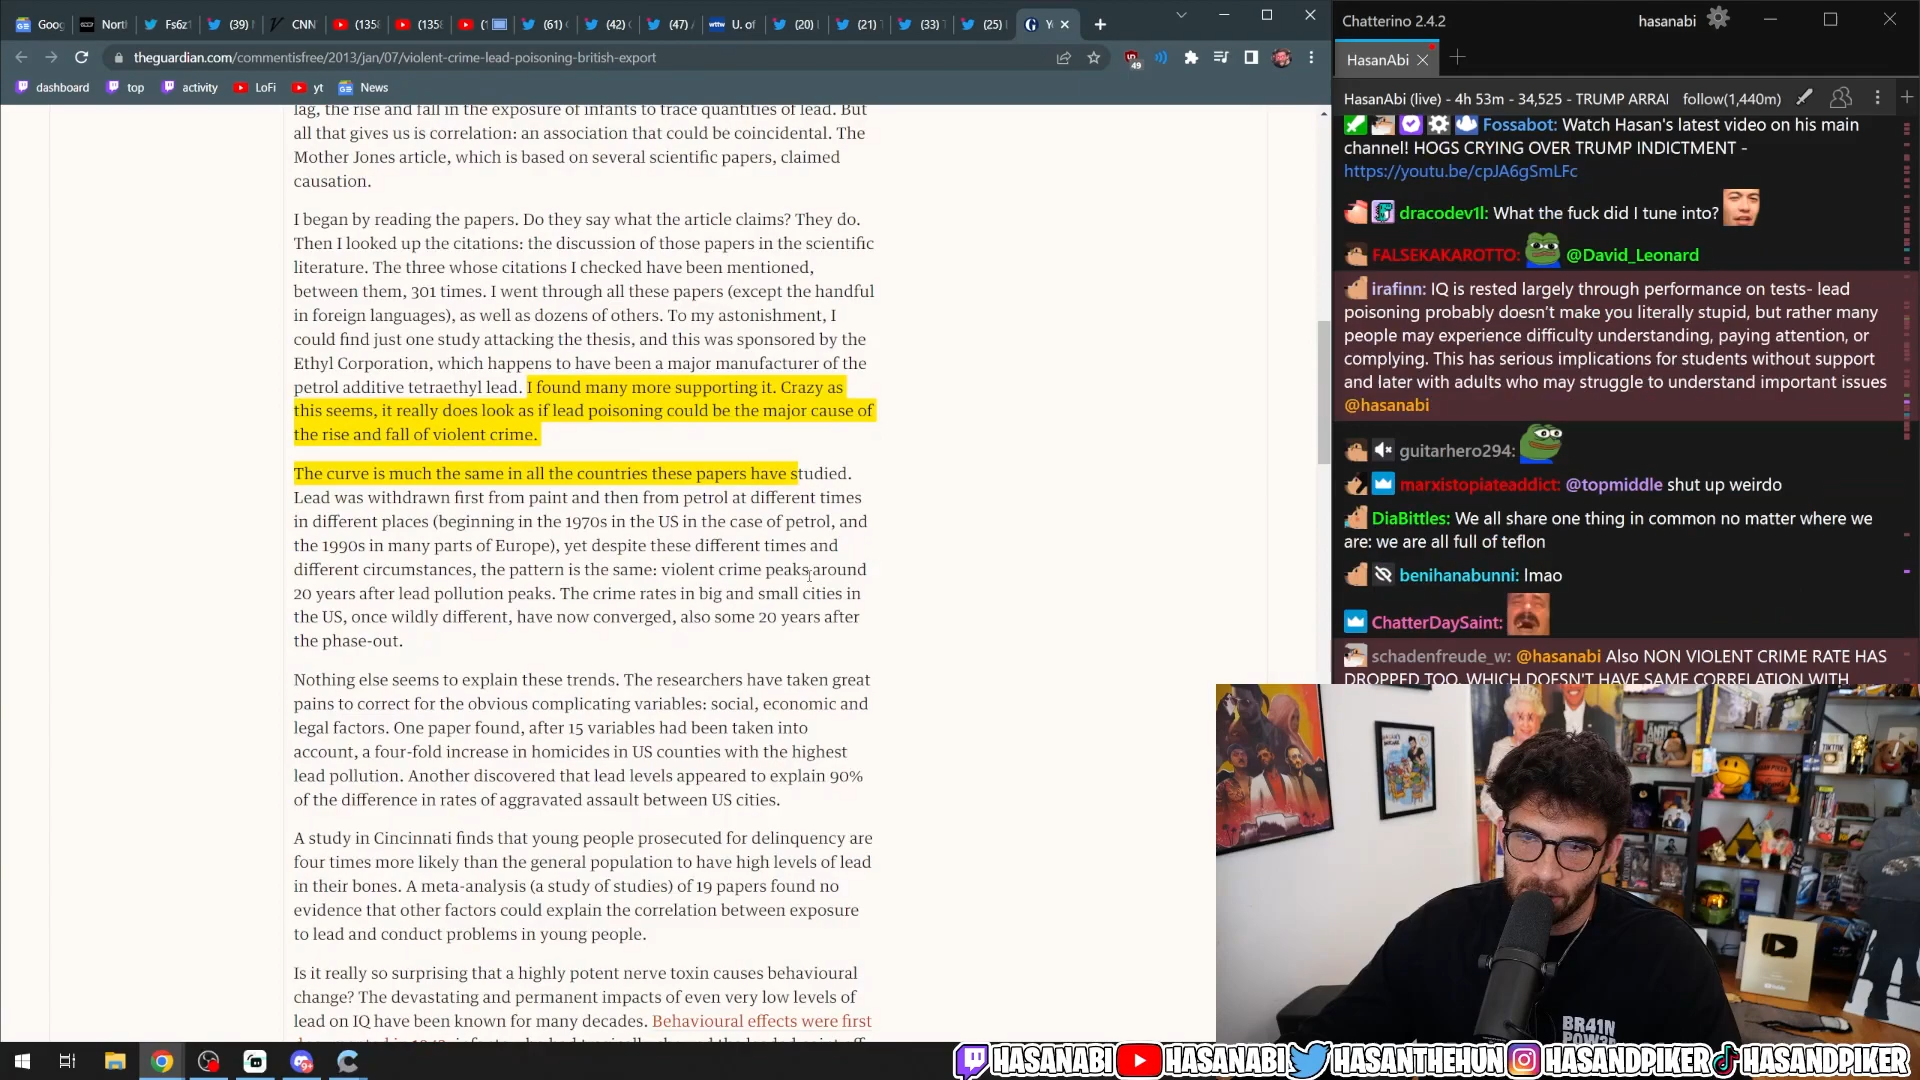 Goog
North
Fs6z1
(39) N
CNN
(1358
(1358
(1
(61)
(42)
(47) /
wttw
U. of
(20) L
(21) T
(33) T
(25) I
Yo
theguardian.com/commentisfree/2013/jan/07/violent-crime-lead-poisoning-british-export
49
dashboard
top
activity
LoFi
yt
News
lag, the rise and fall in the exposure of infants to trace quantities of lead. But
all that gives us is correlation: an association that could be coincidental. The
Mother Jones article, which is based on several scientific papers, claimed
causation.
I began by reading the papers. Do they say what the article claims? They do.
Then I looked up the citations: the discussion of those papers in the scientific
literature. The three whose citations I checked have been mentioned,
between them, 301 times. I went through all these papers (except the handful
in foreign languages), as well as dozens of others. To my astonishment, I
could find just one study attacking the thesis, and this was sponsored by the
Ethyl Corporation, which happens to have been a major manufacturer of the
petrol additive tetraethyl lead. I found many more supporting it. Crazy as
this seems, it really does look as if lead poisoning could be the major cause of
the rise and fall of violent crime.
The curve is much the same in all the countries these papers have studied.
Lead was withdrawn first from paint and then from petrol at different times
in different places (beginning in the 1970s in the US in the case of petrol, and
the 1990s in many parts of Europe), yet despite these different times and
different circumstances, the pattern is the same: violent crime peaks around
20 years after lead pollution peaks. The crime rates in big and small cities in
the US, once wildly different, have now converged, also some 20 years after
the phase-out.
Nothing else seems to explain these trends. The researchers have taken great
pains to correct for the obvious complicating variables: social, economic and
legal factors. One paper found, after 15 variables had been taken into
account, a four-fold increase in homicides in US counties with the highest
lead pollution. Another discovered that lead levels appeared to explain 90%
of the difference in rates of aggravated assault between US cities.
A study in Cincinnati finds that young people prosecuted for delinquency are
four times more likely than the general population to have high levels of lead
in their bones. A meta-analysis (a study of studies) of 19 papers found no
evidence that other factors could explain the correlation between exposure
to lead and conduct problems in young people.
Is it really so surprising that a highly potent nerve toxin causes behavioural
change? The devastating and permanent impacts of even very low levels of
lead on IQ have been known for many decades. Behavioural effects were first
Chatterino 2.4.2
hasanabi
HasanAbi
HasanAbi (live) - 4h 53m - 34,525 - TRUMP ARRAI
follow(1,440m)
Fossabot: Watch Hasan's latest video on his main
channel! HOGS CRYING OVER TRUMP INDICTMENT -
https://youtu.be/cpJA6gSmLFc
dracodev1l: What the fuck did I tune into?
FALSEKAKAROTTO: @David_Leonard
irafinn: IQ is rested largely through performance on tests- lead
poisoning probably doesn't make you literally stupid, but rather many
people may experience difficulty understanding, paying attention, or
complying. This has serious implications for students without support
and later with adults who may struggle to understand important issues
@hasanabi
guitarhero294:
marxistopiateaddict: @topmiddle shut up weirdo
DiaBittles: We all share one thing in common no matter where we
are: we are all full of teflon
benihanabunni: lmao
ChatterDaySaint:
schadenfreude_w: @hasanabi Also NON VIOLENT CRIME RATE HAS
DROPPED TOO, WHICH DOESN'T HAVE SAME CORRELATION WITH
BR41N
POW3R
HASANABI
HASANABI
HASANTHEHUN
HASANDPIKER
HASANDPIKER